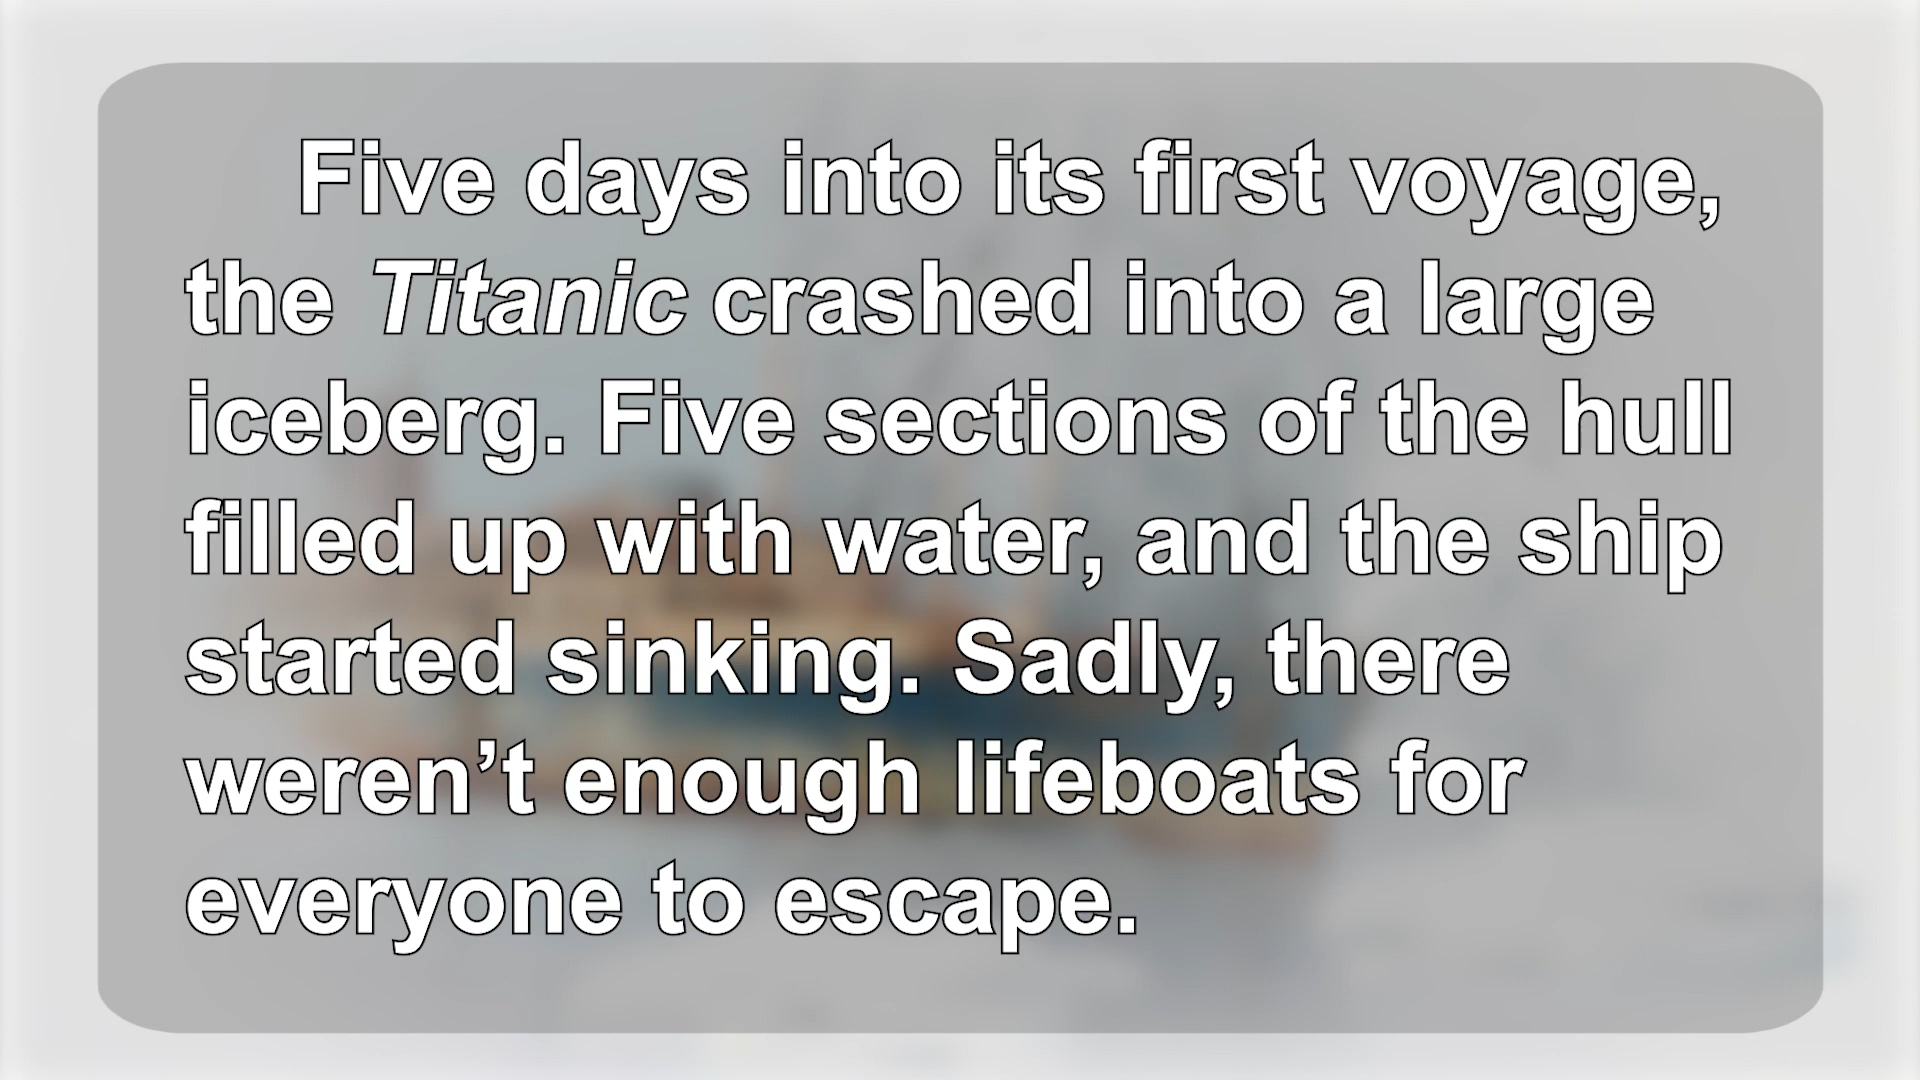 Five days into its first voyage,
the Titanic crashed into a large
iceberg. Five sections of the hull
filled up with water, and the ship
started sinking. Sadly, there
weren’t enough lifeboats for
everyone to escape.